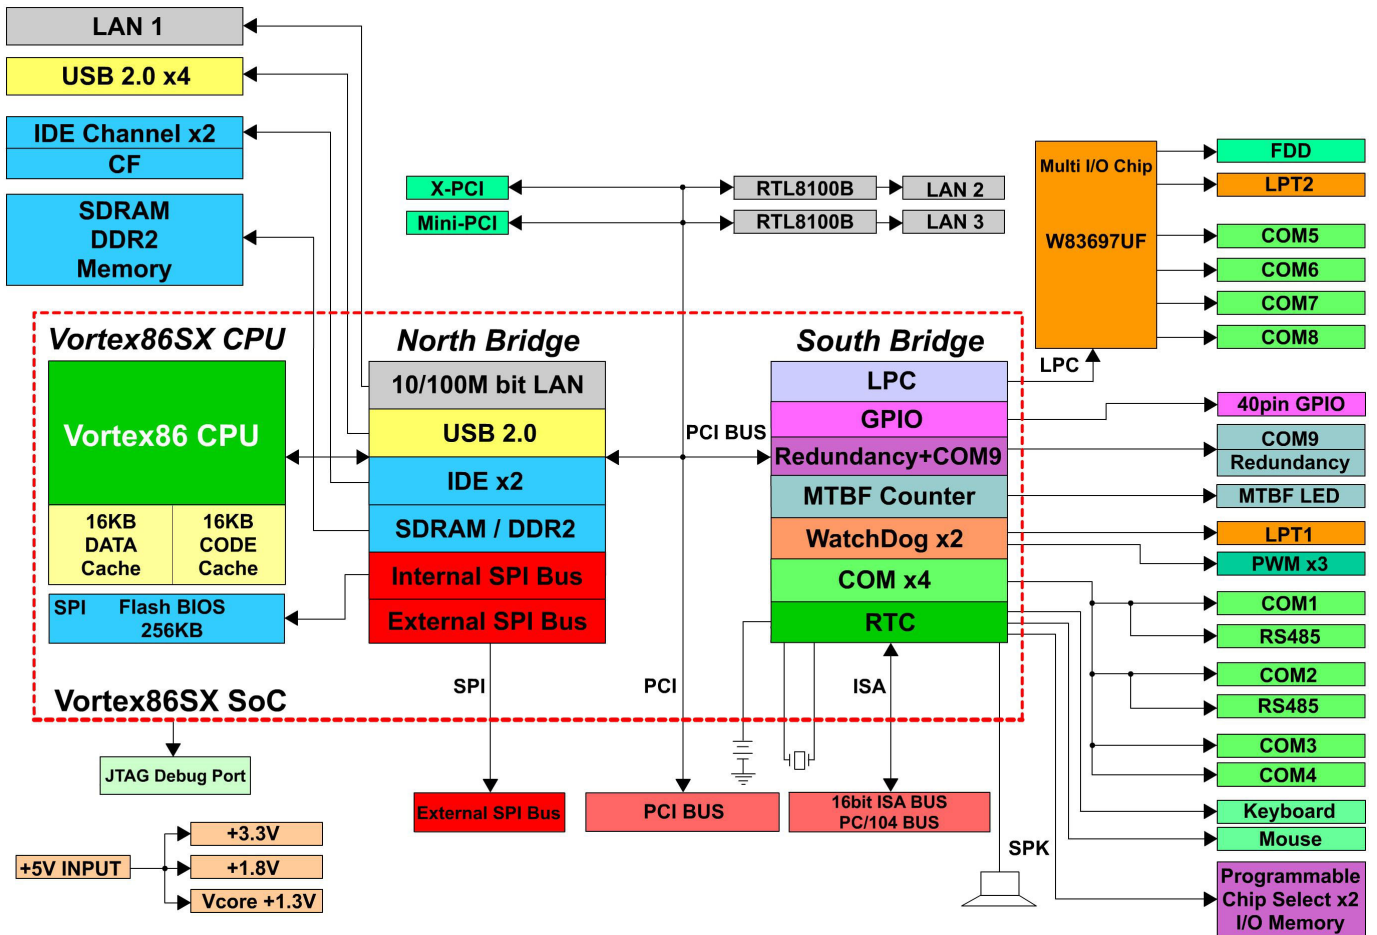 LAN 1
USB 2.0 x4
IDE Channel x2
CF
SDRAM
DDR2
Memory
X-PCI
Mini-PCI
RTL8100B
LAN 2
RTL8100B
LAN 3
Multi I/O Chip
W83697UF
FDD
LPT2
COM5
COM6
COM7
COM8
LPC
Vortex86SX CPU
North Bridge
South Bridge
Vortex86 CPU
16KB
DATA
Cache
16KB
CODE
Cache
SPI
Flash BIOS
256KB
10/100M bit LAN
USB 2.0
IDE x2
SDRAM / DDR2
Internal SPI Bus
External SPI Bus
PCI BUS
LPC
GPIO
Redundancy+COM9
MTBF Counter
WatchDog x2
COM x4
RTC
40pin GPIO
COM9
Redundancy
MTBF LED
LPT1
PWM x3
COM1
RS485
COM2
RS485
COM3
COM4
Keyboard
Mouse
Programmable
Chip Select x2
I/O Memory
Vortex86SX SoC
SPI
PCI
ISA
JTAG Debug Port
External SPI Bus
PCI BUS
16bit ISA BUS
PC/104 BUS
SPK
+5V INPUT
+3.3V
+1.8V
Vcore +1.3V